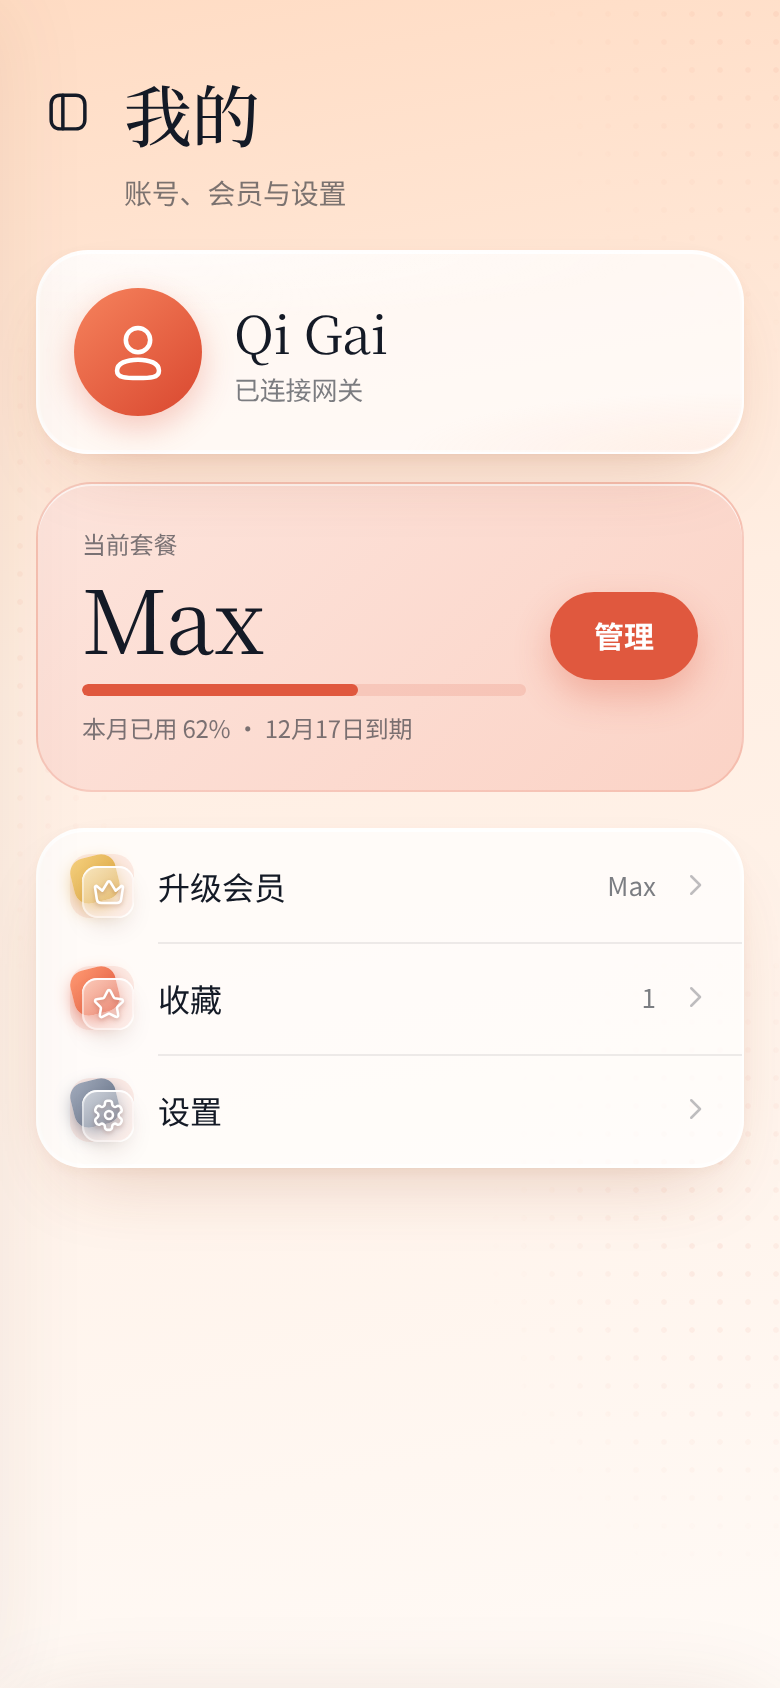 我的
账号、会员与设置
Qi Gai
已连接网关
当前套餐
Max
管理
本月已用 62% · 12月17日到期
升级会员 Max
收藏 1
设置